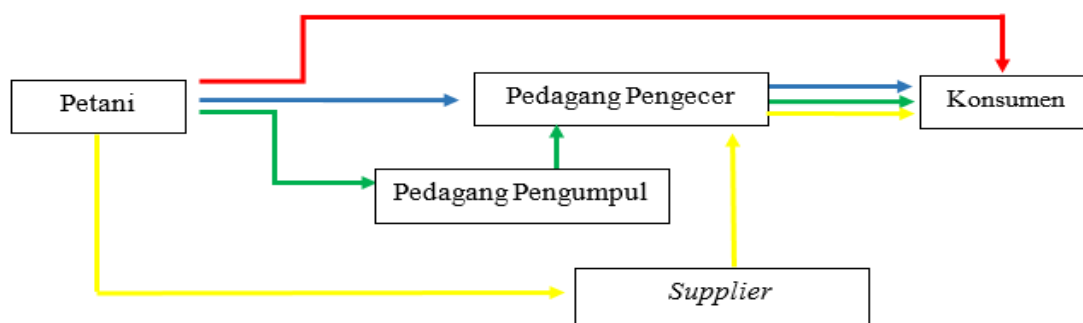 Petani
Pedagang Pengecer
Konsumen
Pedagang Pengumpul
Supplier